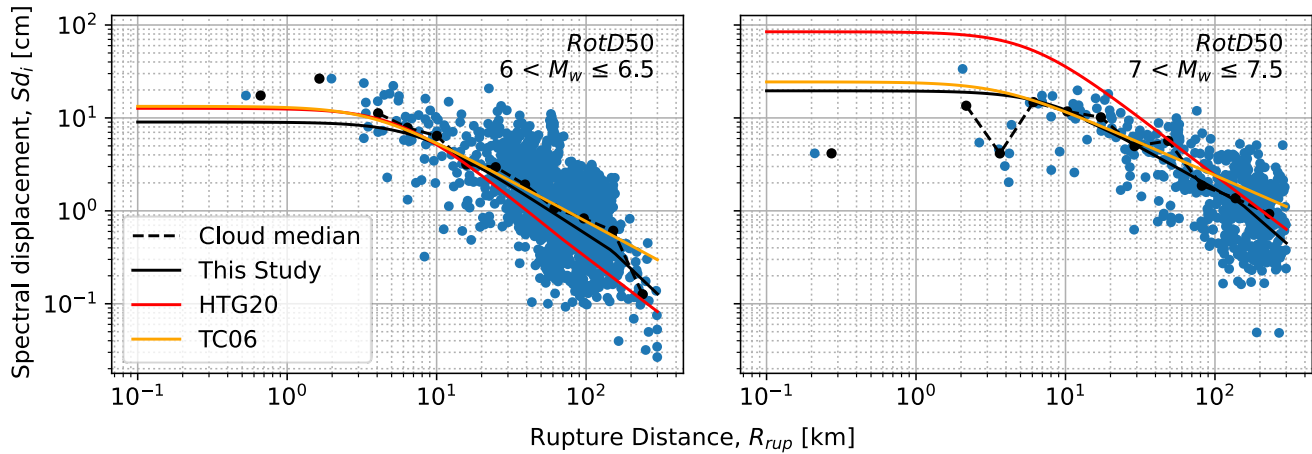 Spectral displacement, Sd_i [cm]
10^2
10^1
10^0
10^-1
RotD50
6 < M_w ≤ 6.5
Cloud median
This Study
HTG20
TC06
10^-1 10^0 10^1 10^2
RotD50
7 < M_w ≤ 7.5
10^-1 10^0 10^1 10^2
Rupture Distance, R_rup [km]